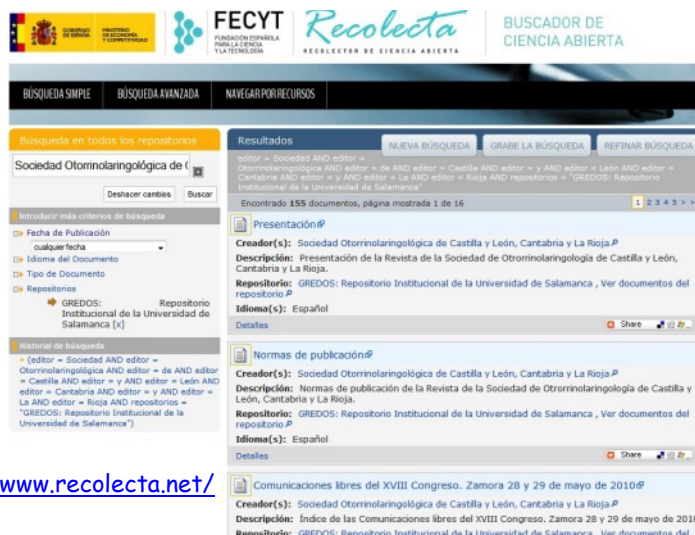 GOBIERNO DE ESPAÑA
MINISTERIO DE ECONOMÍA Y COMPETITIVIDAD
FECYT
FUNDACIÓN ESPAÑOLA
PARA LA CIENCIA
Y LA TECNOLOGÍA
Recolecta
RECOLECTOR DE CIENCIA ABIERTA
BUSCADOR DE
CIENCIA ABIERTA
BÚSQUEDA SIMPLE
BÚSQUEDA AVANZADA
NAVEGAR POR RECURSOS
Búsqueda en todos los repositorios
Sociedad Otorrinolaringológica de C
Deshacer cambios
Buscar
Introducir más criterios de búsqueda
Fecha de Publicación
cualquier fecha
Idioma del Documento
Tipo de Documento
Repositorios
GREDOS: Repositorio
Institucional de la Universidad de
Salamanca [x]
Historial de búsqueda
(editor = Sociedad AND editor =
Otorrinolaringológica AND editor = de AND editor
= Castilla AND editor = y AND editor = León AND
editor = Cantabria AND editor = y AND editor =
La AND editor = Rioja AND repositorios =
"GREDOS: Repositorio Institucional de la
Universidad de Salamanca")
www.recolecta.net/
Resultados
NUEVA BÚSQUEDA
GRABE LA BÚSQUEDA
REFINAR BÚSQUEDA
editor = Sociedad AND editor =
Otorrinolaringológica AND editor = de AND editor = Castilla AND editor = y AND editor = León AND editor =
Cantabria AND editor = y AND editor = La AND editor = Rioja AND repositorios = "GREDOS: Repositorio
Institucional de la Universidad de Salamanca"
Encontrado 155 documentos, página mostrada 1 de 16
1 2 3 4 5 > >
Presentación
Creador(s): Sociedad Otorrinolaringológica de Castilla y León, Cantabria y La Rioja
Descripción: Presentación de la Revista de la Sociedad de Otrorrinolaringología de Castilla y León,
Cantabria y La Rioja.
Repositorio: GREDOS: Repositorio Institucional de la Universidad de Salamanca , Ver documentos del
repositorio
Idioma(s): Español
Detalles
Share
Normas de publicación
Creador(s): Sociedad Otorrinolaringológica de Castilla y León, Cantabria y La Rioja
Descripción: Normas de publicación de la Revista de la Sociedad de Otrorrinolaringología de Castilla y
León, Cantabria y La Rioja.
Repositorio: GREDOS: Repositorio Institucional de la Universidad de Salamanca , Ver documentos del
repositorio
Idioma(s): Español
Detalles
Share
Comunicaciones libres del XVIII Congreso. Zamora 28 y 29 de mayo de 2010
Creador(s): Sociedad Otorrinolaringológica de Castilla y León, Cantabria y La Rioja
Descripción: Índice de las Comunicaciones libres del XVIII Congreso. Zamora 28 y 29 de mayo de 2010
Repositorio: GREDOS: Repositorio Institucional de la Universidad de Salamanca , Ver documentos del